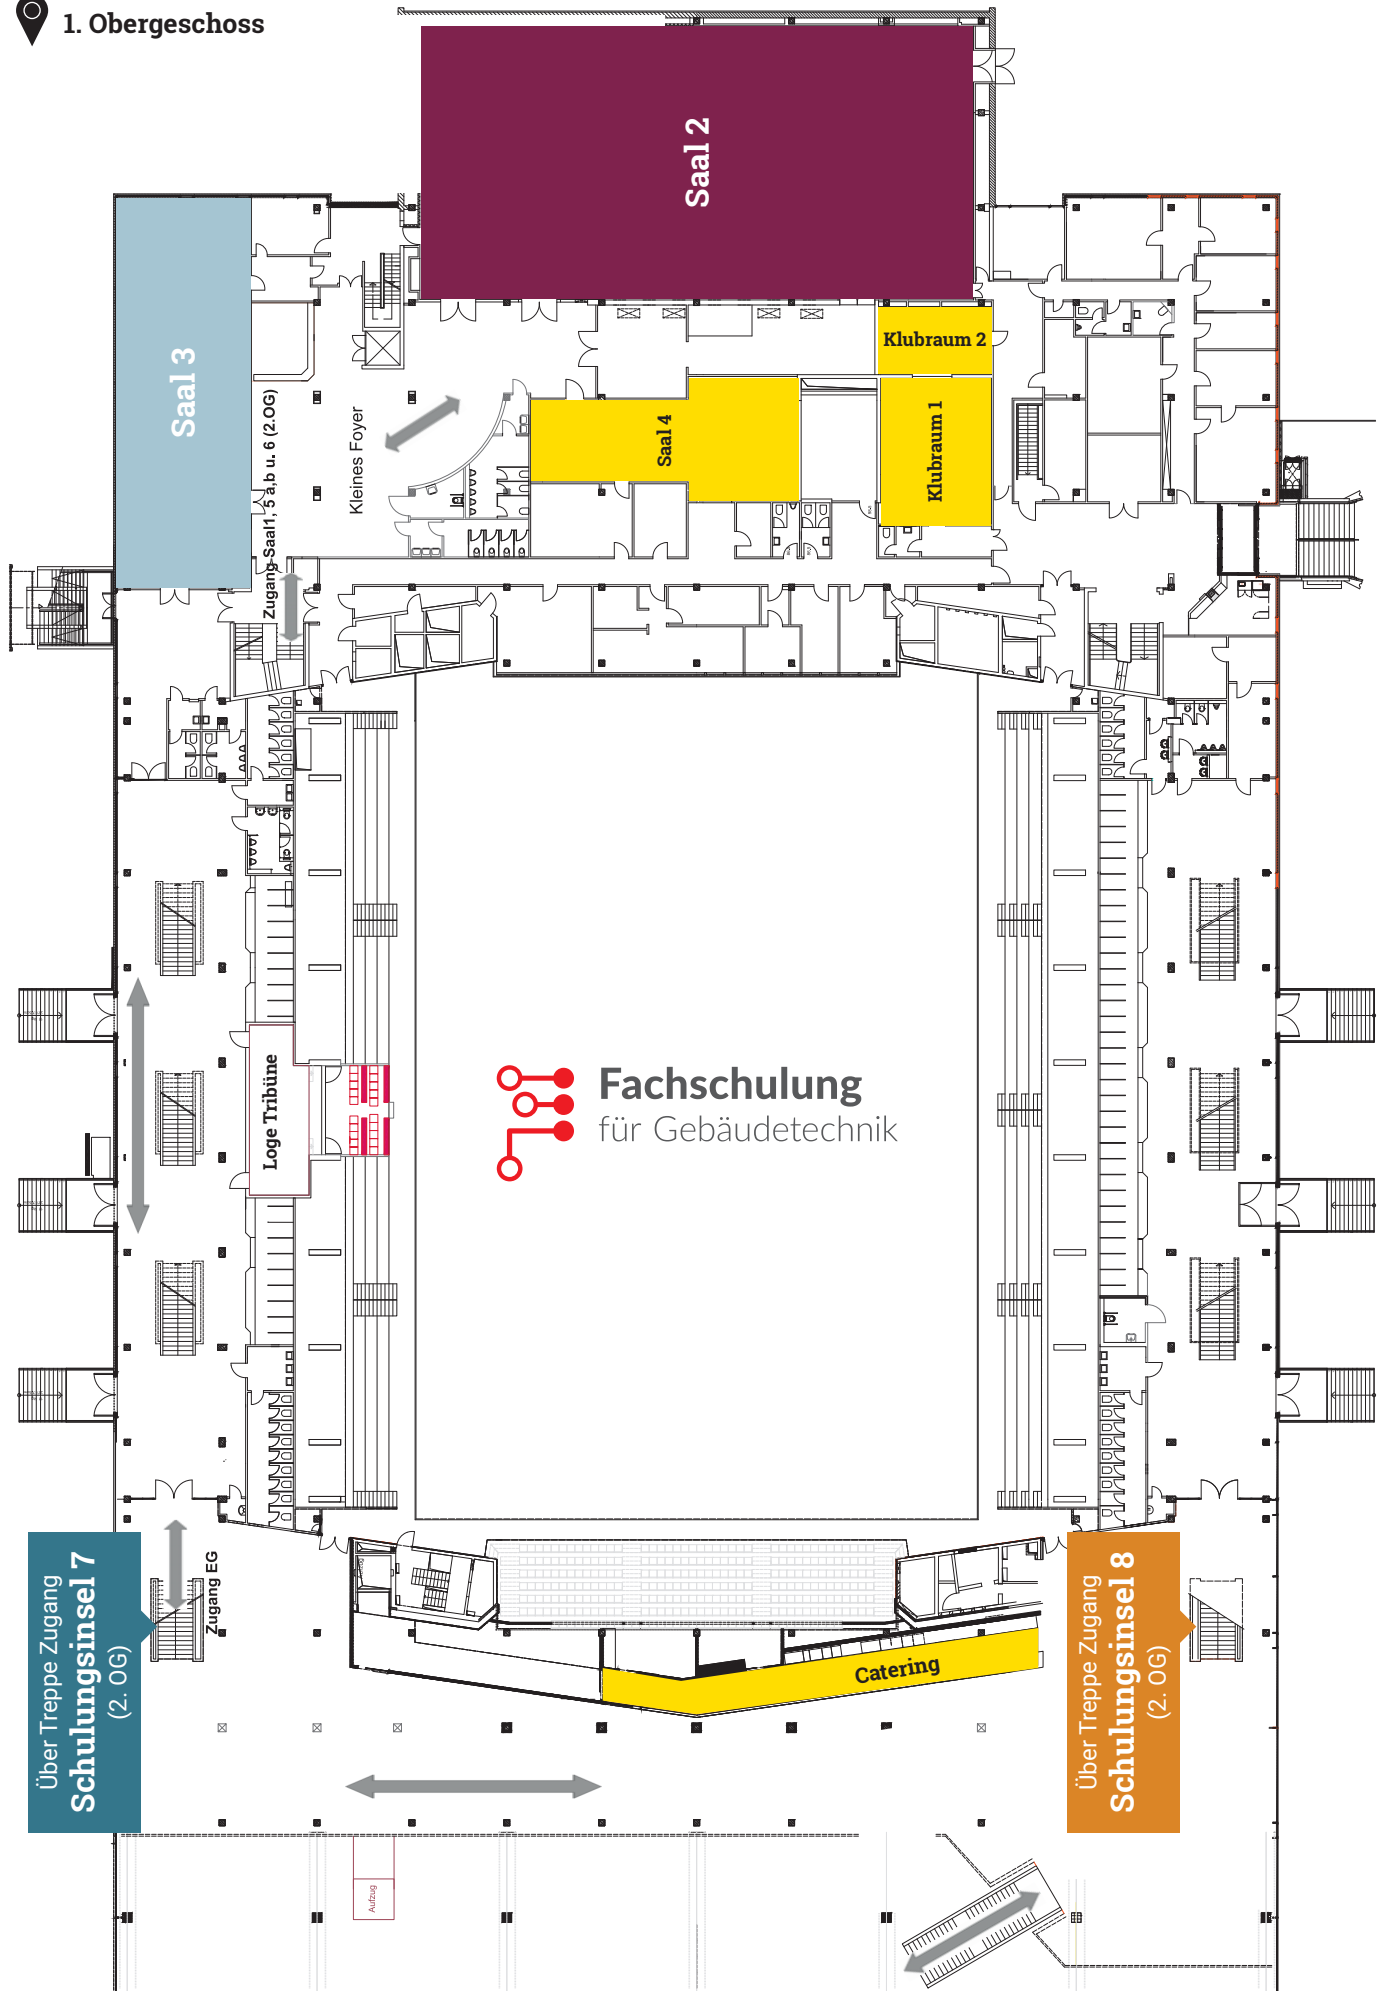 1. Obergeschoss
Saal 2
Saal 3
Klubraum 2
Klubraum 1
Saal 4
Kleines Foyer
Zugang Saal1, 5 a,b u. 6 (2.OG)
Loge Tribüne
Fachschulung
für Gebäudetechnik
Zugang EG
Über Treppe Zugang
Schulungsinsel 7
(2. OG)
Catering
Über Treppe Zugang
Schulungsinsel 8
(2. OG)
Aufzug